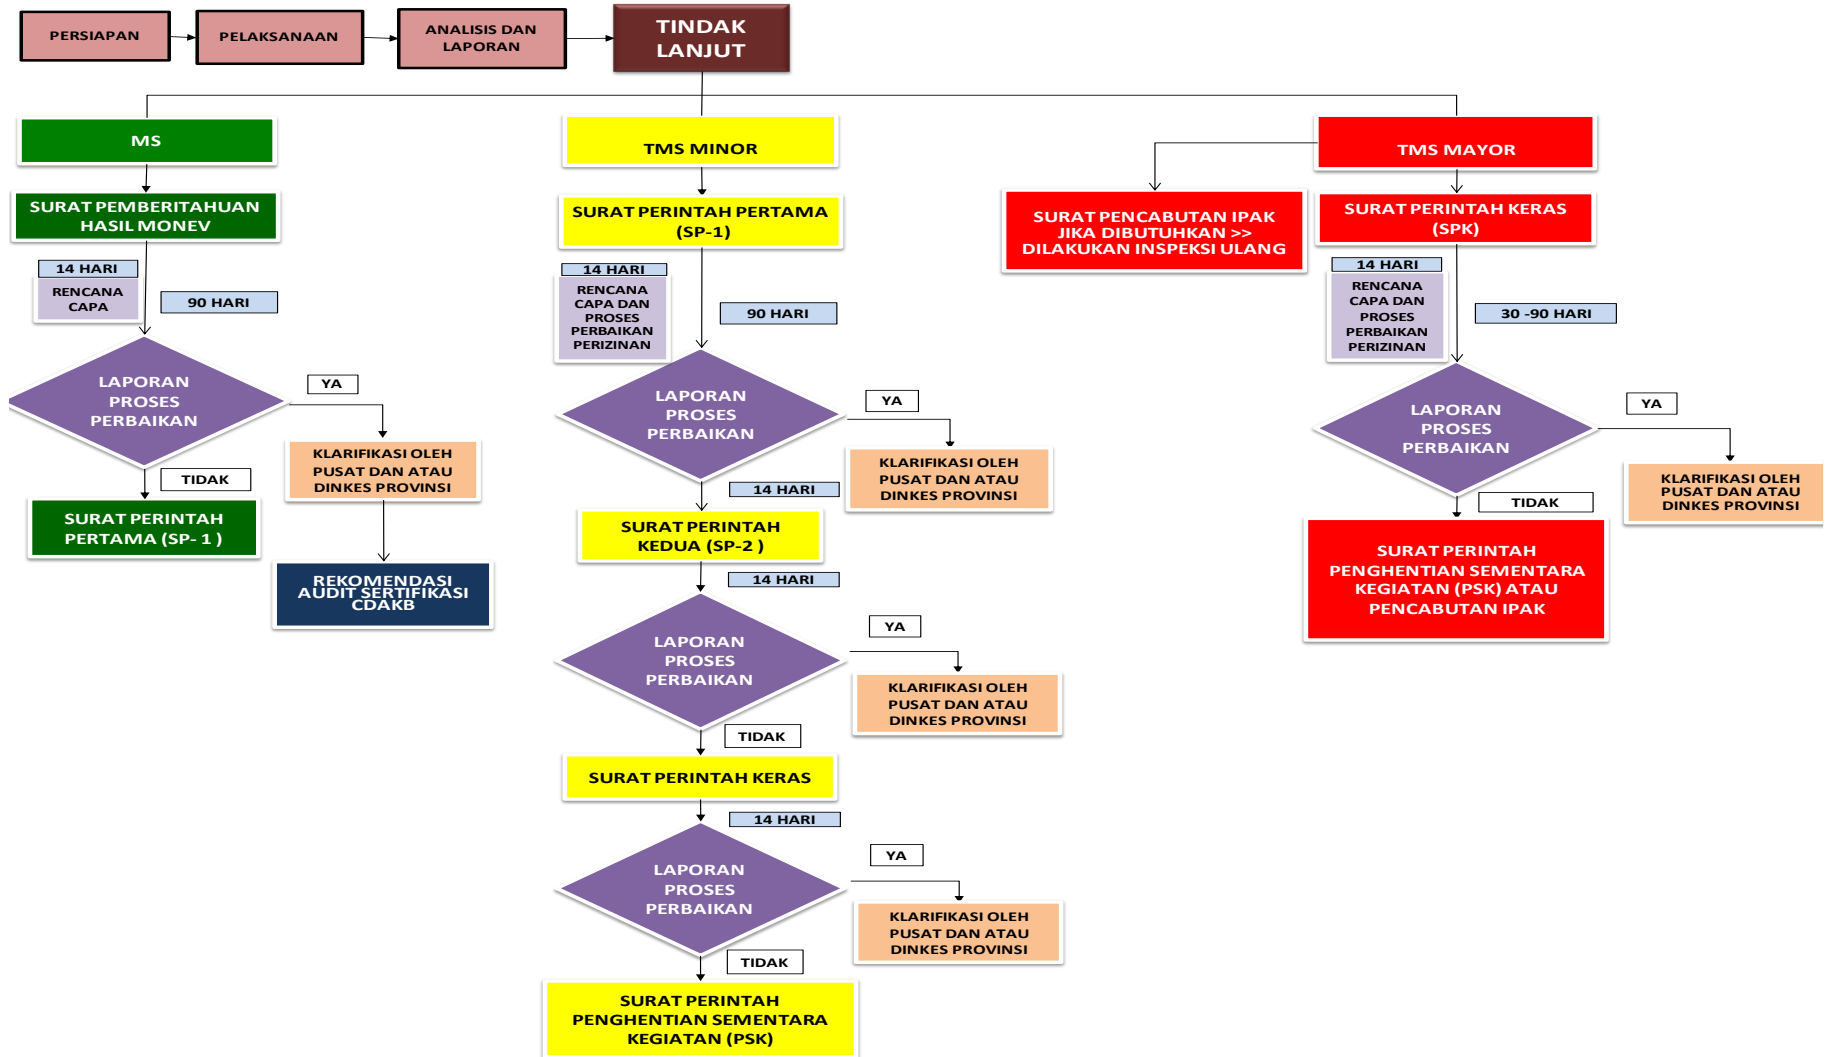 PERSIAPAN
PELAKSANAAN
ANALISIS DAN
LAPORAN
TINDAK
LANJUT
MS
SURAT PEMBERITAHUAN
HASIL MONEV
14 HARI
RENCANA
CAPA
90 HARI
LAPORAN
PROSES
PERBAIKAN
YA
KLARIFIKASI OLEH
PUSAT DAN ATAU
DINKES PROVINSI
TIDAK
SURAT PERINTAH
PERTAMA (SP- 1 )
REKOMENDASI
AUDIT SERTIFIKASI
CDAKB
TMS MINOR
SURAT PERINTAH PERTAMA
(SP-1)
14 HARI
RENCANA
CAPA DAN
PROSES
PERBAIKAN
PERIZINAN
90 HARI
LAPORAN
PROSES
PERBAIKAN
YA
KLARIFIKASI OLEH
PUSAT DAN ATAU
DINKES PROVINSI
14 HARI
SURAT PERINTAH
KEDUA (SP-2 )
14 HARI
LAPORAN
PROSES
PERBAIKAN
YA
KLARIFIKASI OLEH
PUSAT DAN ATAU
DINKES PROVINSI
TIDAK
SURAT PERINTAH KERAS
14 HARI
LAPORAN
PROSES
PERBAIKAN
YA
KLARIFIKASI OLEH
PUSAT DAN ATAU
DINKES PROVINSI
TIDAK
SURAT PERINTAH
PENGHENTIAN SEMENTARA
KEGIATAN (PSK)
TMS MAYOR
SURAT PENCABUTAN IPAK
JIKA DIBUTUHKAN >>
DILAKUKAN INSPEKSI ULANG
SURAT PERINTAH KERAS
(SPK)
14 HARI
RENCANA
CAPA DAN
PROSES
PERBAIKAN
PERIZINAN
30 -90 HARI
LAPORAN
PROSES
PERBAIKAN
YA
KLARIFIKASI OLEH
PUSAT DAN ATAU
DINKES PROVINSI
TIDAK
SURAT PERINTAH
PENGHENTIAN SEMENTARA
KEGIATAN (PSK) ATAU
PENCABUTAN IPAK